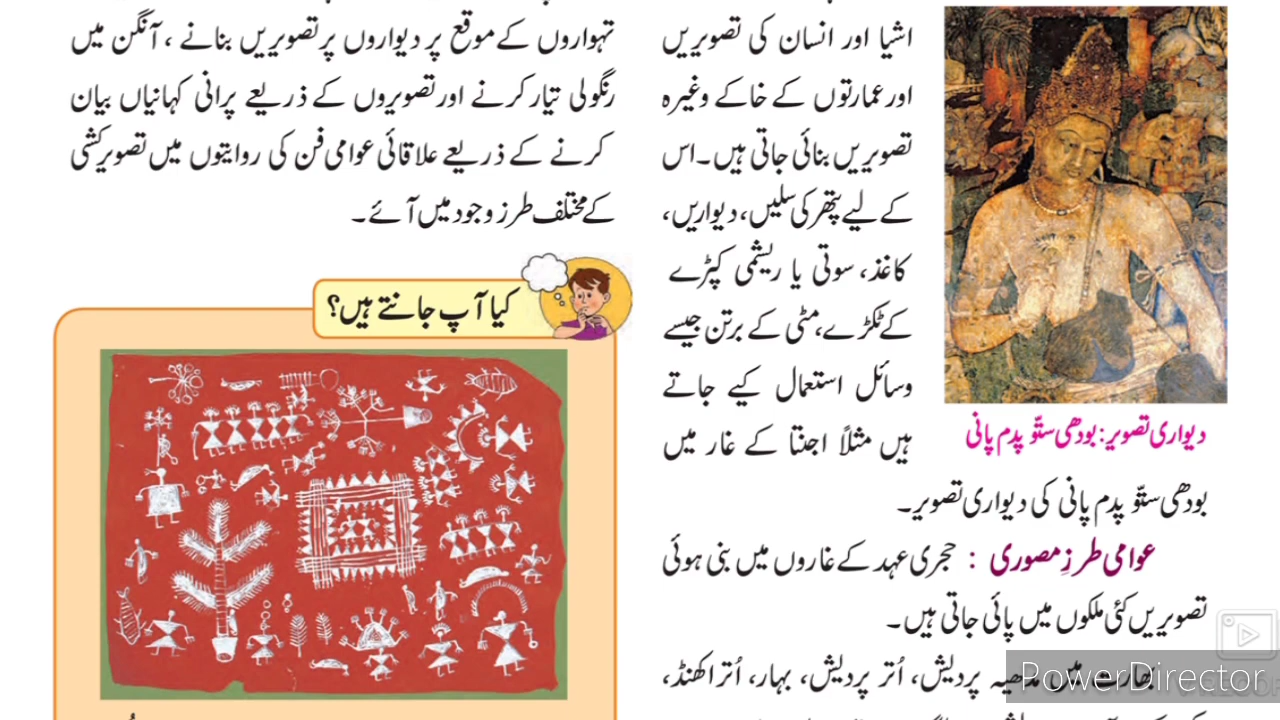 اشیا اور انسان کی تصویریں
اور عمارتوں کے خاکے وغیرہ
تصویریں بنائی جاتی ہیں۔ اس
کے لیے پتھر کی سلیں، دیواریں،
کاغذ، سوتی یا ریشمی کپڑے
کے ٹکڑے، مٹی کے برتن جیسے
وسائل استعمال کیے جاتے
ہیں مثلاً اجنتا کے غار میں
دیواری تصویر: بودھی ستّو پدم پانی
بودھی ستّو پدم پانی کی دیواری تصویر۔
عوامی طرزِ مصوری : حجری عہد کے غاروں میں بنی ہوئی
تصویریں کئی ملکوں میں پائی جاتی ہیں۔
بھارت میں مدھیہ پردیش، اُتر پردیش، بہار، اُتراکھنڈ،
تہواروں کے موقع پر دیواروں پر تصویریں بنانے ، آنگن میں
رنگولی تیار کرنے اور تصویروں کے ذریعے پرانی کہانیاں بیان
کرنے کے ذریعے علاقائی عوامی فن کی روایتوں میں تصویر کشی
کے مختلف طرز وجود میں آئے۔
کیا آپ جانتے ہیں؟
PowerDirector